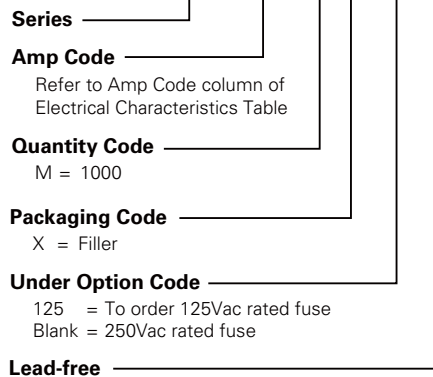 Series
Amp Code
Refer to Amp Code column of
Electrical Characteristics Table
Quantity Code
M = 1000
Packaging Code
X = Filler
Under Option Code
125 = To order 125Vac rated fuse
Blank = 250Vac rated fuse
Lead-free